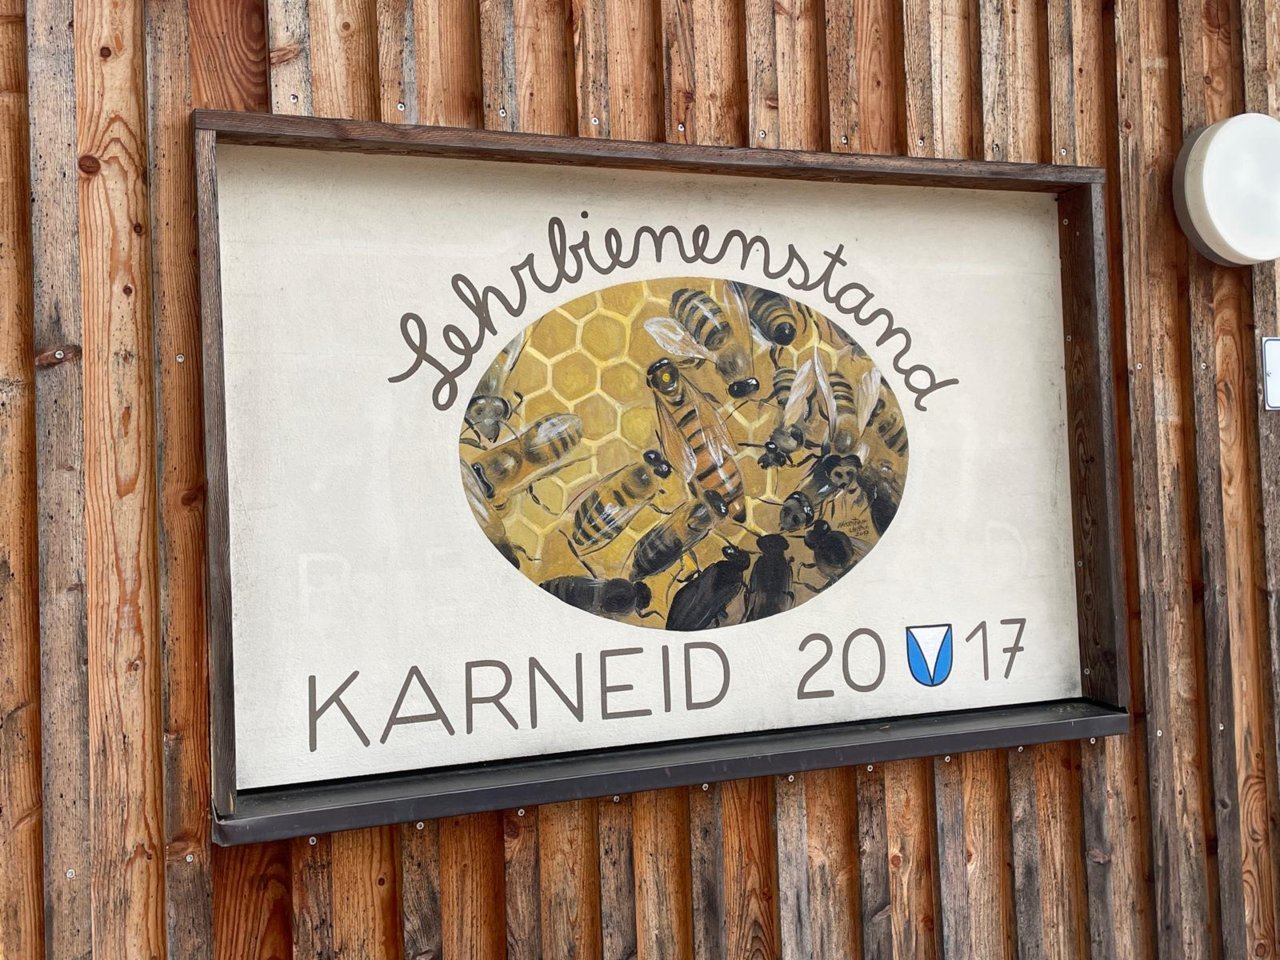 Lehrbienenstand
KARNEID 2017